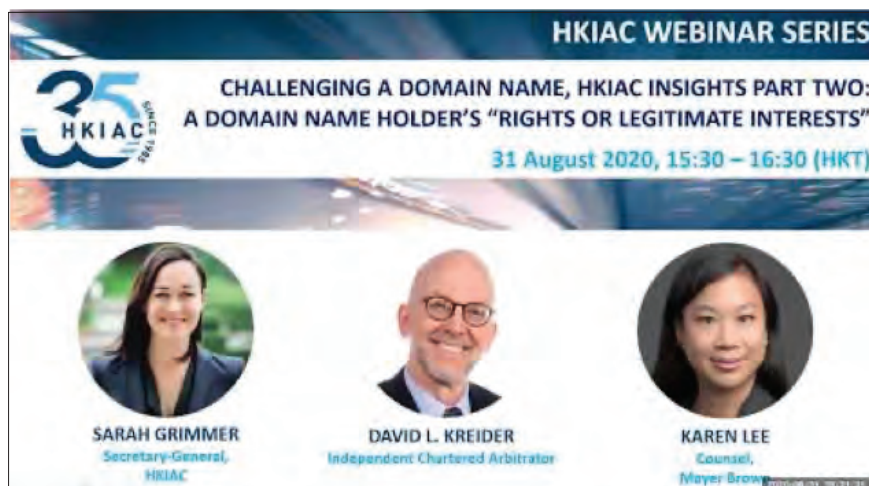 HKIAC WEBINAR SERIES
35
HKIAC
SINCE 1985
CHALLENGING A DOMAIN NAME, HKIAC INSIGHTS PART TWO:
A DOMAIN NAME HOLDER'S “RIGHTS OR LEGITIMATE INTERESTS”
31 August 2020, 15:30 – 16:30 (HKT)
SARAH GRIMMER
Secretary-General,
HKIAC
DAVID L. KREIDER
Independent Chartered Arbitrator
KAREN LEE
Counsel,
Mayer Brown